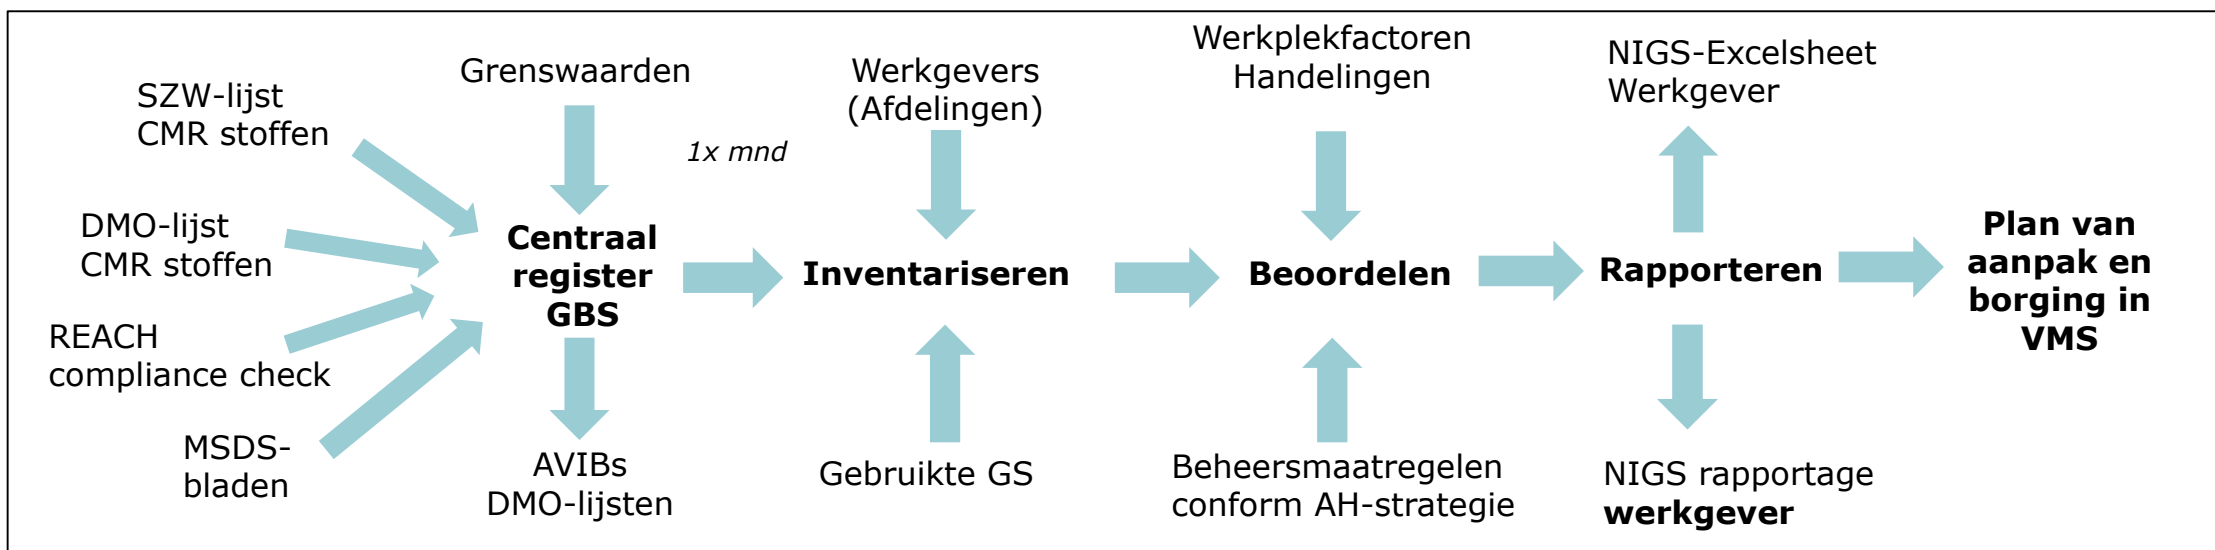 SZW-lijst
CMR stoffen
DMO-lijst
CMR stoffen
REACH
compliance check
MSDS-
bladen
Grenswaarden
Centraal
register
GBS
AVIBs
DMO-lijsten
1x mnd
Werkgevers
(Afdelingen)
Inventariseren
Gebruikte GS
Werkplekfactoren
Handelingen
Beoordelen
Beheersmaatregelen
conform AH-strategie
NIGS-Excelsheet
Werkgever
Rapporteren
NIGS rapportage
werkgever
Plan van
aanpak en
borging in
VMS